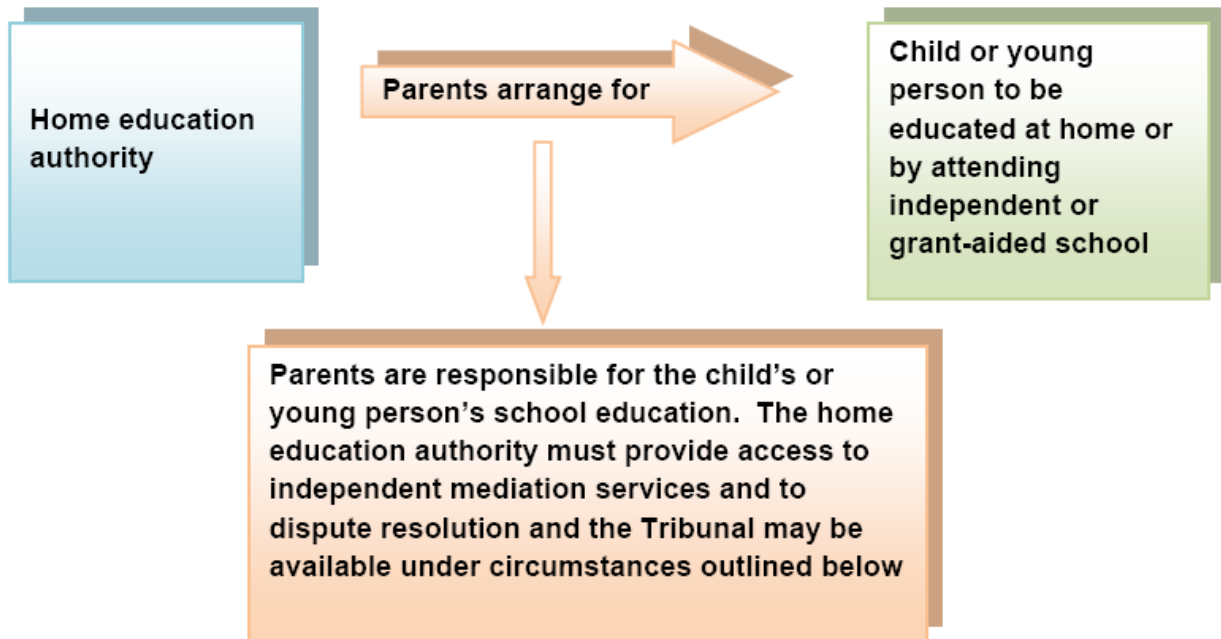 Home education
authority
Parents arrange for
Child or young
person to be
educated at home or
by attending
independent or
grant-aided school
Parents are responsible for the child’s or
young person’s school education.  The home
education authority must provide access to
independent mediation services and to
dispute resolution and the Tribunal may be
available under circumstances outlined below